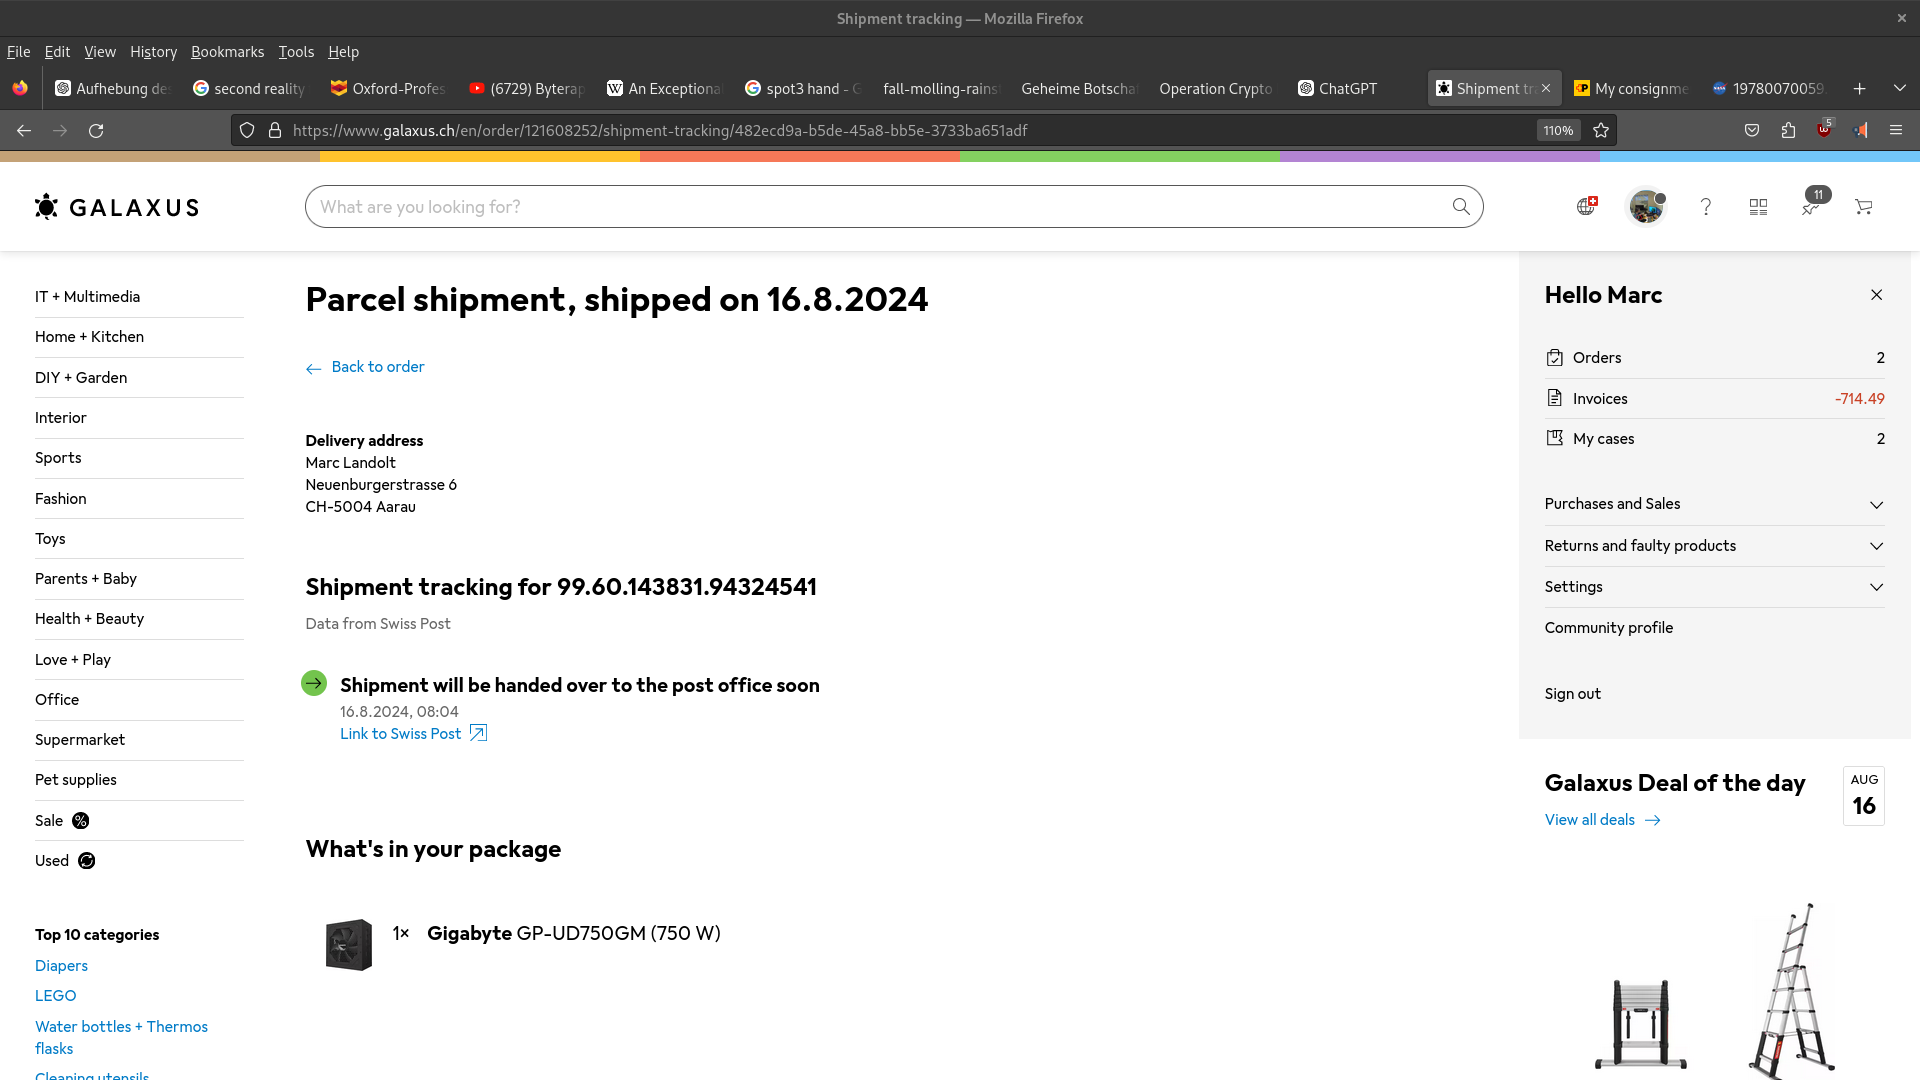 Shipment tracking — Mozilla Firefox
File Edit View History Bookmarks Tools Help
Aufhebung des
second reality
Oxford-Profes
(6729) Byterap
An Exceptiona
spot3 hand - G
fall-molling-rains
Geheime Botscha
Operation Crypto
ChatGPT
Shipment tr
My consignme
19780070059.
https://www.galaxus.ch/en/order/121608252/shipment-tracking/482ecd9a-b5de-45a8-bb5e-3733ba651adf
110%
5
GALAXUS
What are you looking for?
11
IT + Multimedia
Home + Kitchen
DIY + Garden
Interior
Sports
Fashion
Toys
Parents + Baby
Health + Beauty
Love + Play
Office
Supermarket
Pet supplies
Sale %
Used
Top 10 categories
Diapers
LEGO
Water bottles + Thermos
flasks
Cleaning utensils
Parcel shipment, shipped on 16.8.2024
Back to order
Delivery address
Marc Landolt
Neuenburgerstrasse 6
CH-5004 Aarau
Shipment tracking for 99.60.143831.94324541
Data from Swiss Post
Shipment will be handed over to the post office soon
16.8.2024, 08:04
Link to Swiss Post
What's in your package
1× Gigabyte GP-UD750GM (750 W)
Hello Marc
Orders 2
Invoices -714.49
My cases 2
Purchases and Sales
Returns and faulty products
Settings
Community profile
Sign out
Galaxus Deal of the day
AUG
16
View all deals